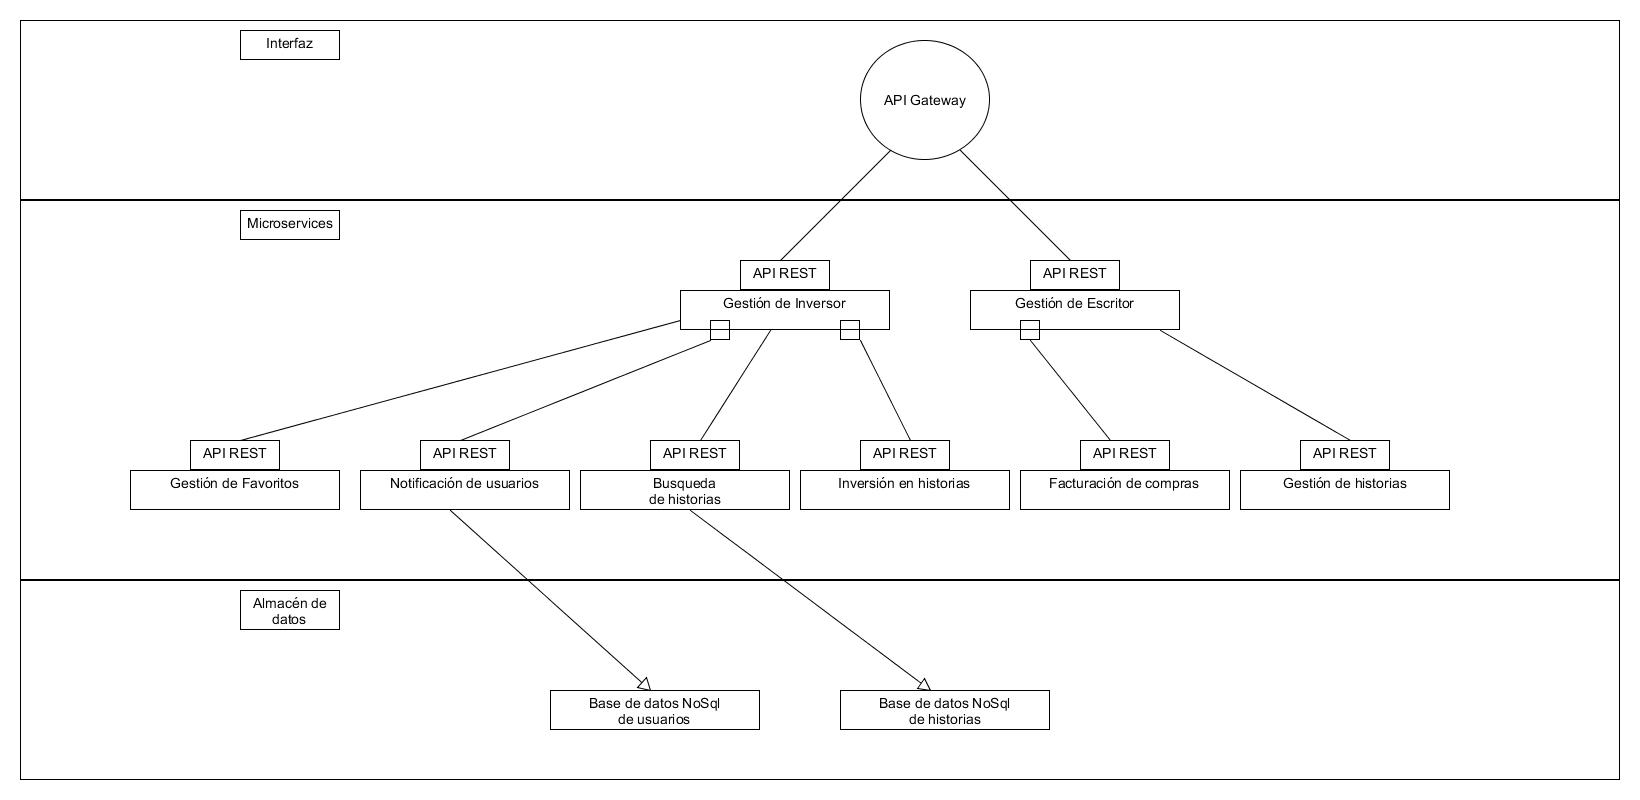 Interfaz
API Gateway
Microservices
API REST
API REST
Gestión de Inversor
Gestión de Escritor
API REST
API REST
API REST
API REST
API REST
API REST
Gestión de Favoritos
Notificación de usuarios
Busqueda
de historias
Inversión en historias
Facturación de compras
Gestión de historias
Almacén de
datos
Base de datos NoSql
de usuarios
Base de datos NoSql
de historias